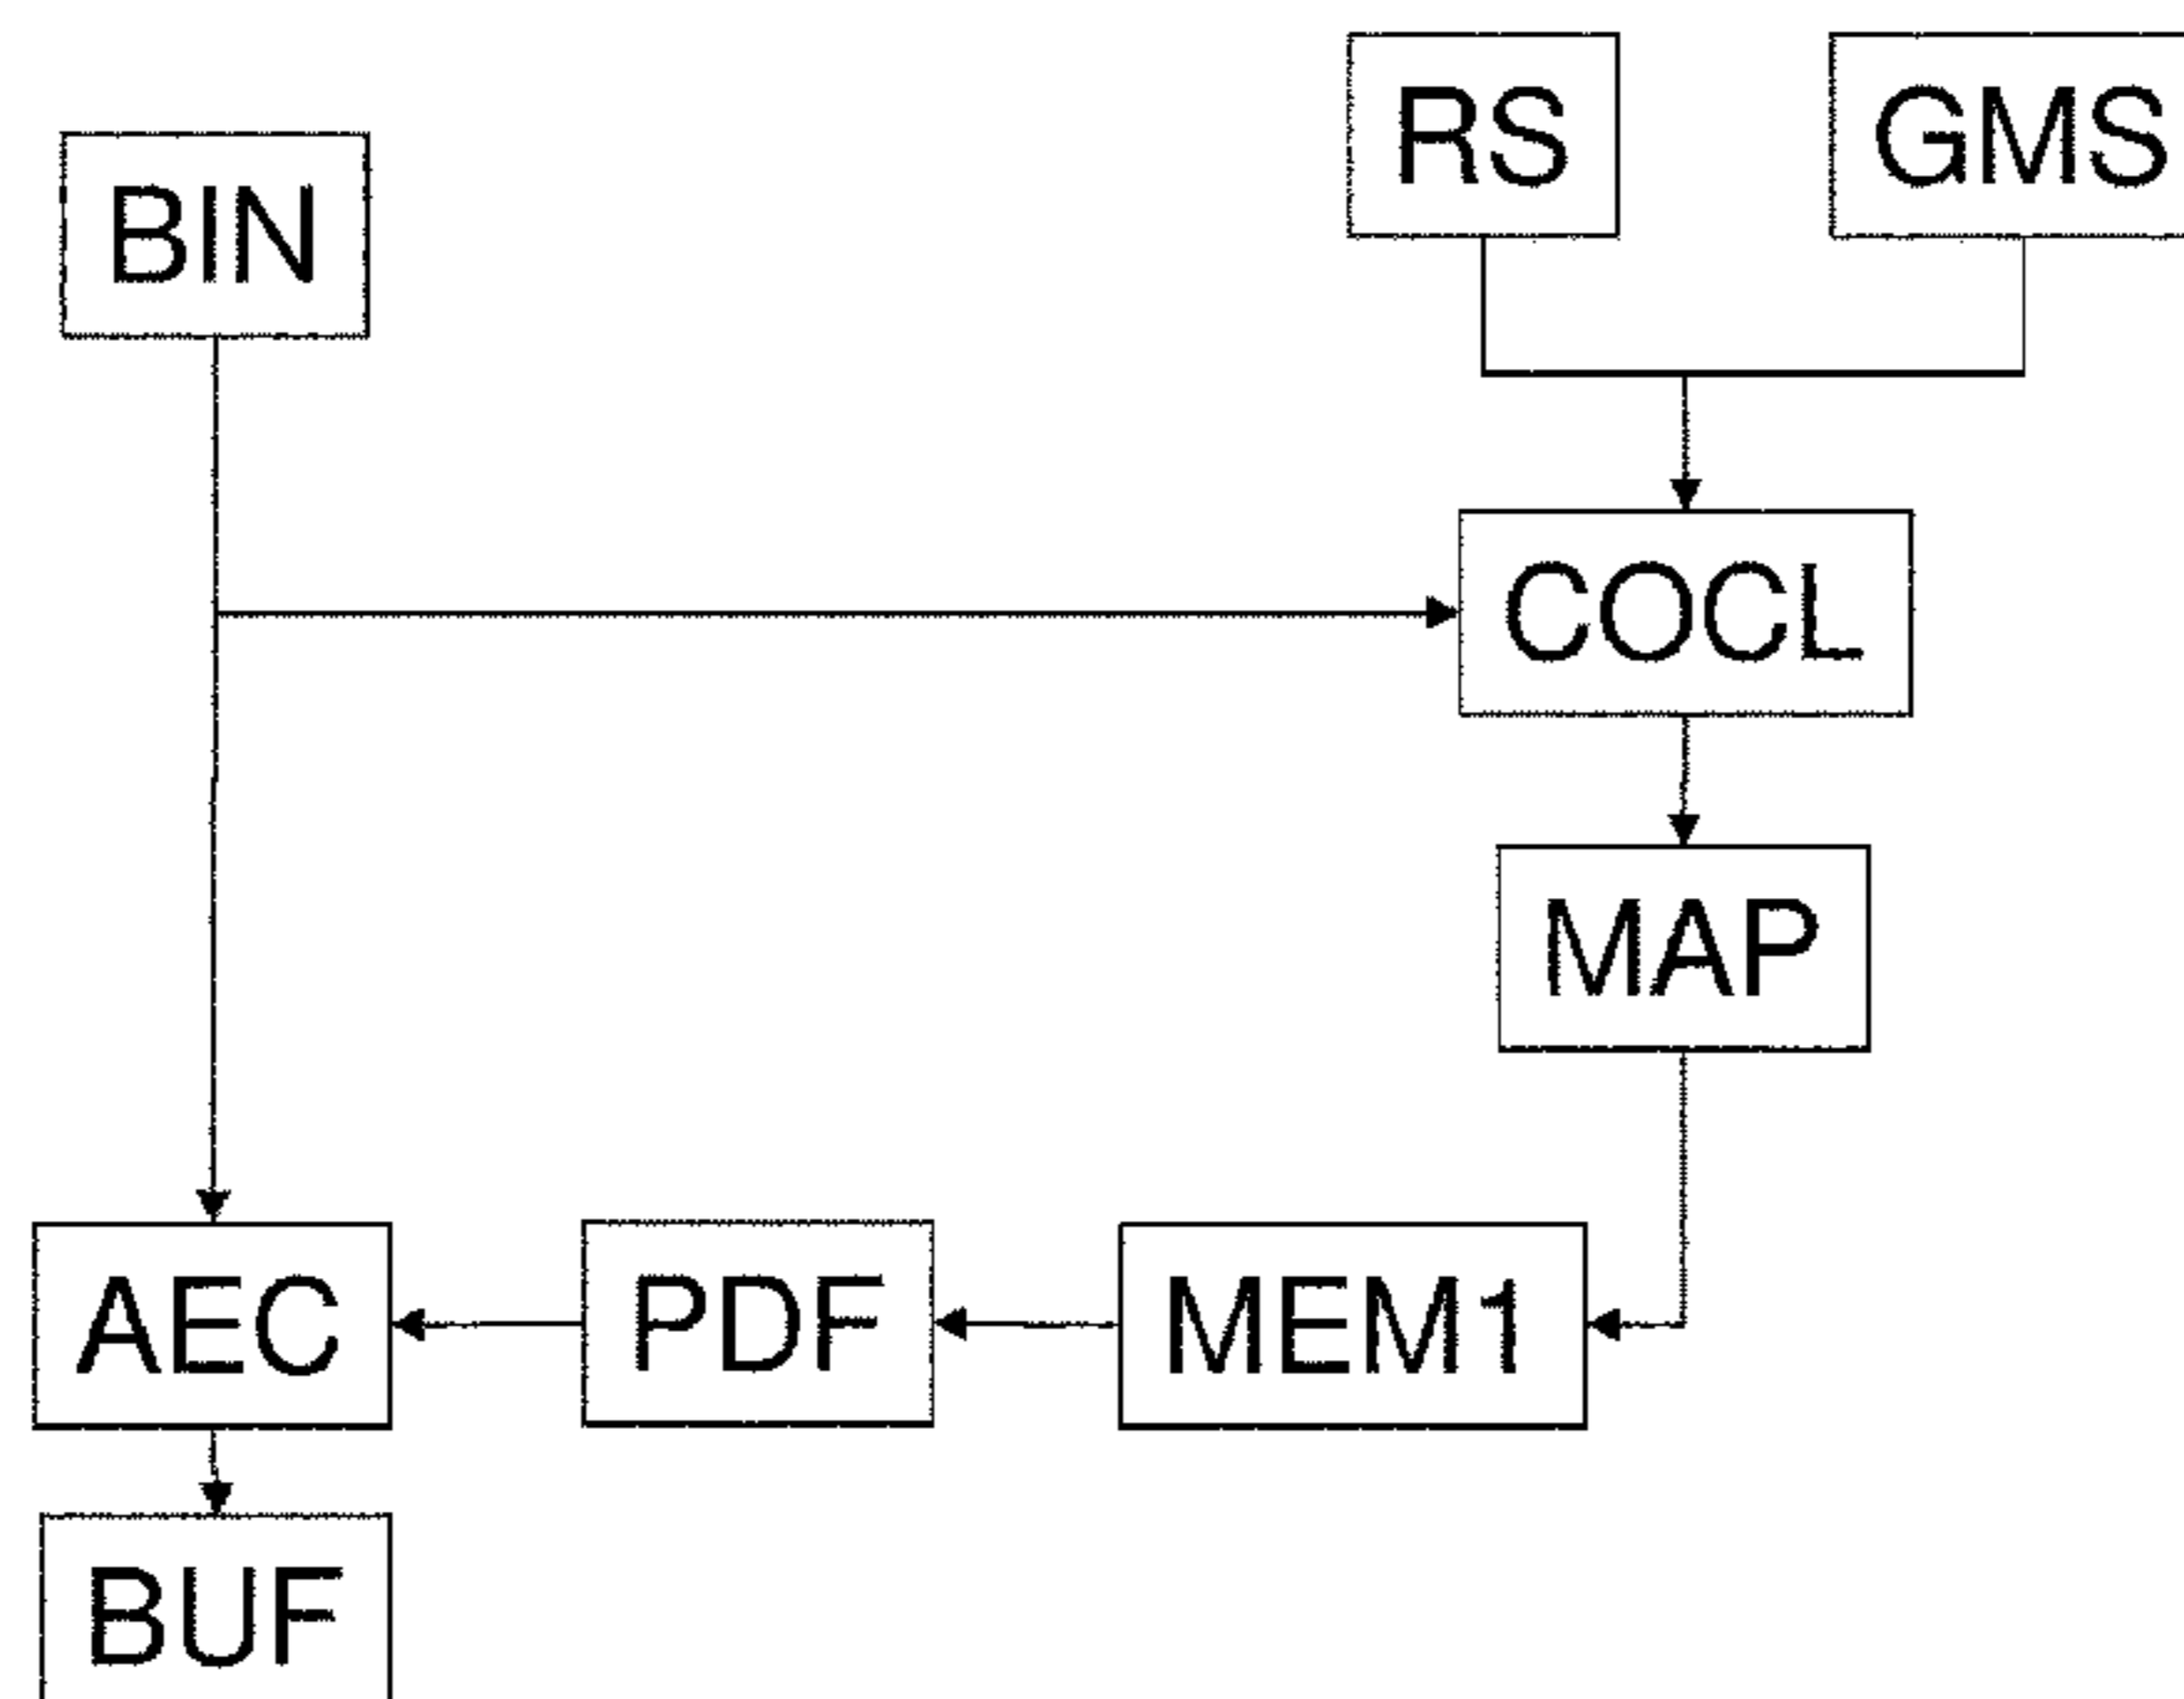 RS
GMS
BIN
COCL
MAP
AEC
PDF
MEM1
BUF